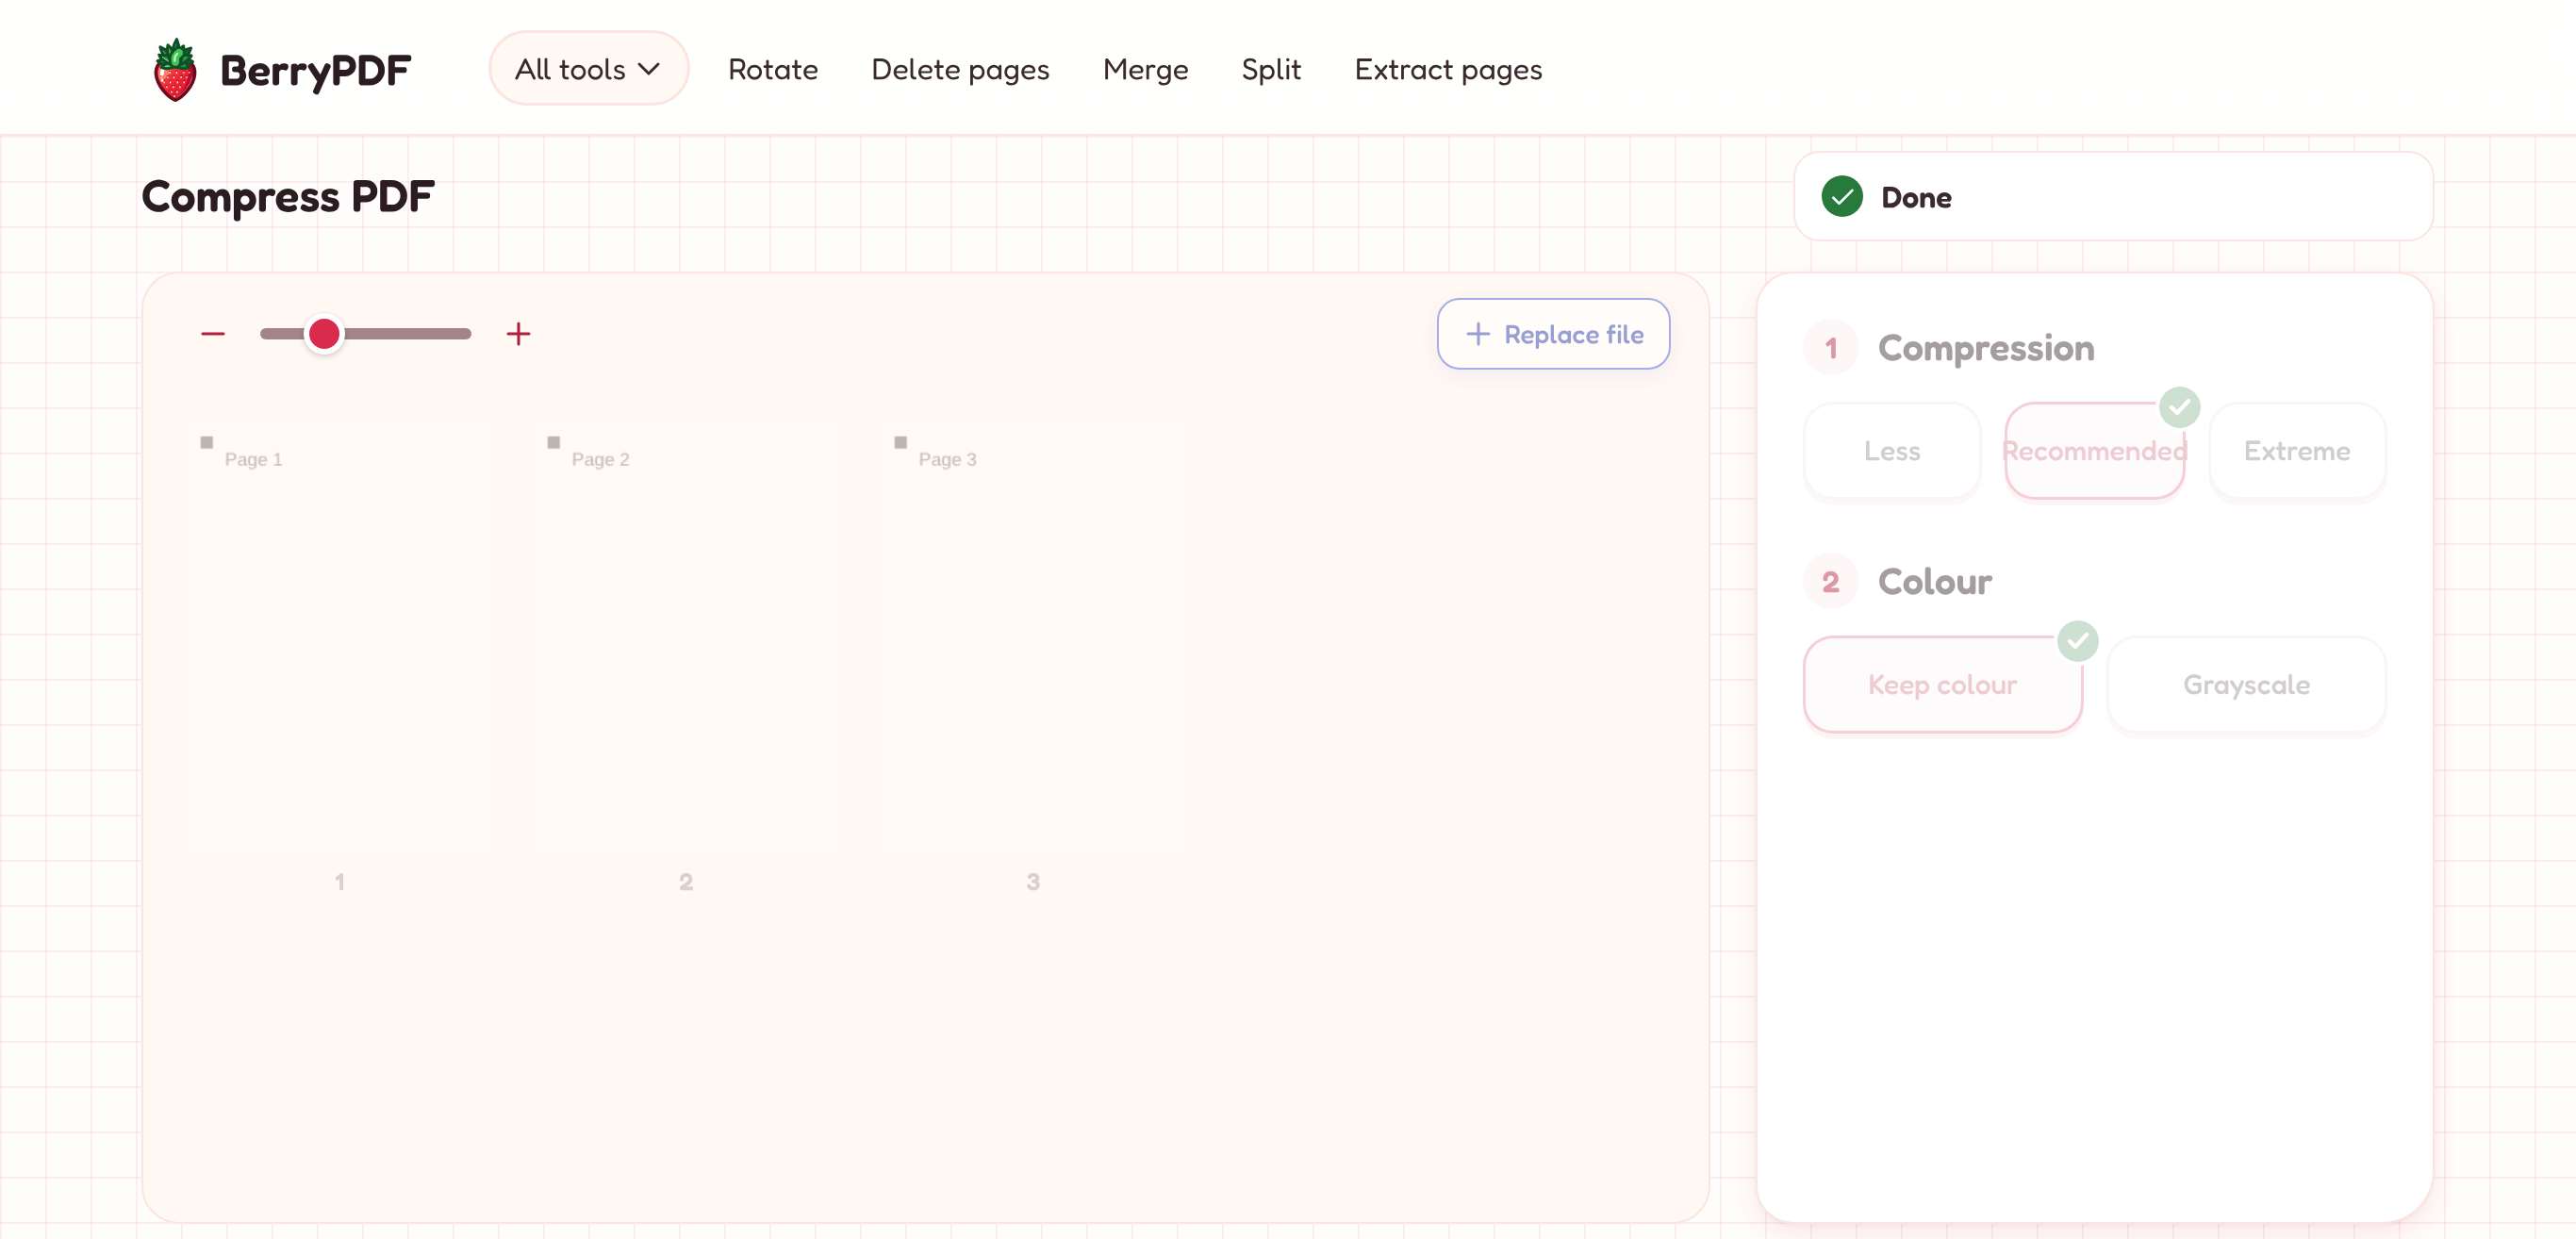 BerryPDF All tools Rotate Delete pages Merge Split Extract pages
Compress PDF
Done
Replace file
Page 1 Page 2 Page 3
1 2 3
1 Compression
Less Recommended Extreme
2 Colour
Keep colour Grayscale